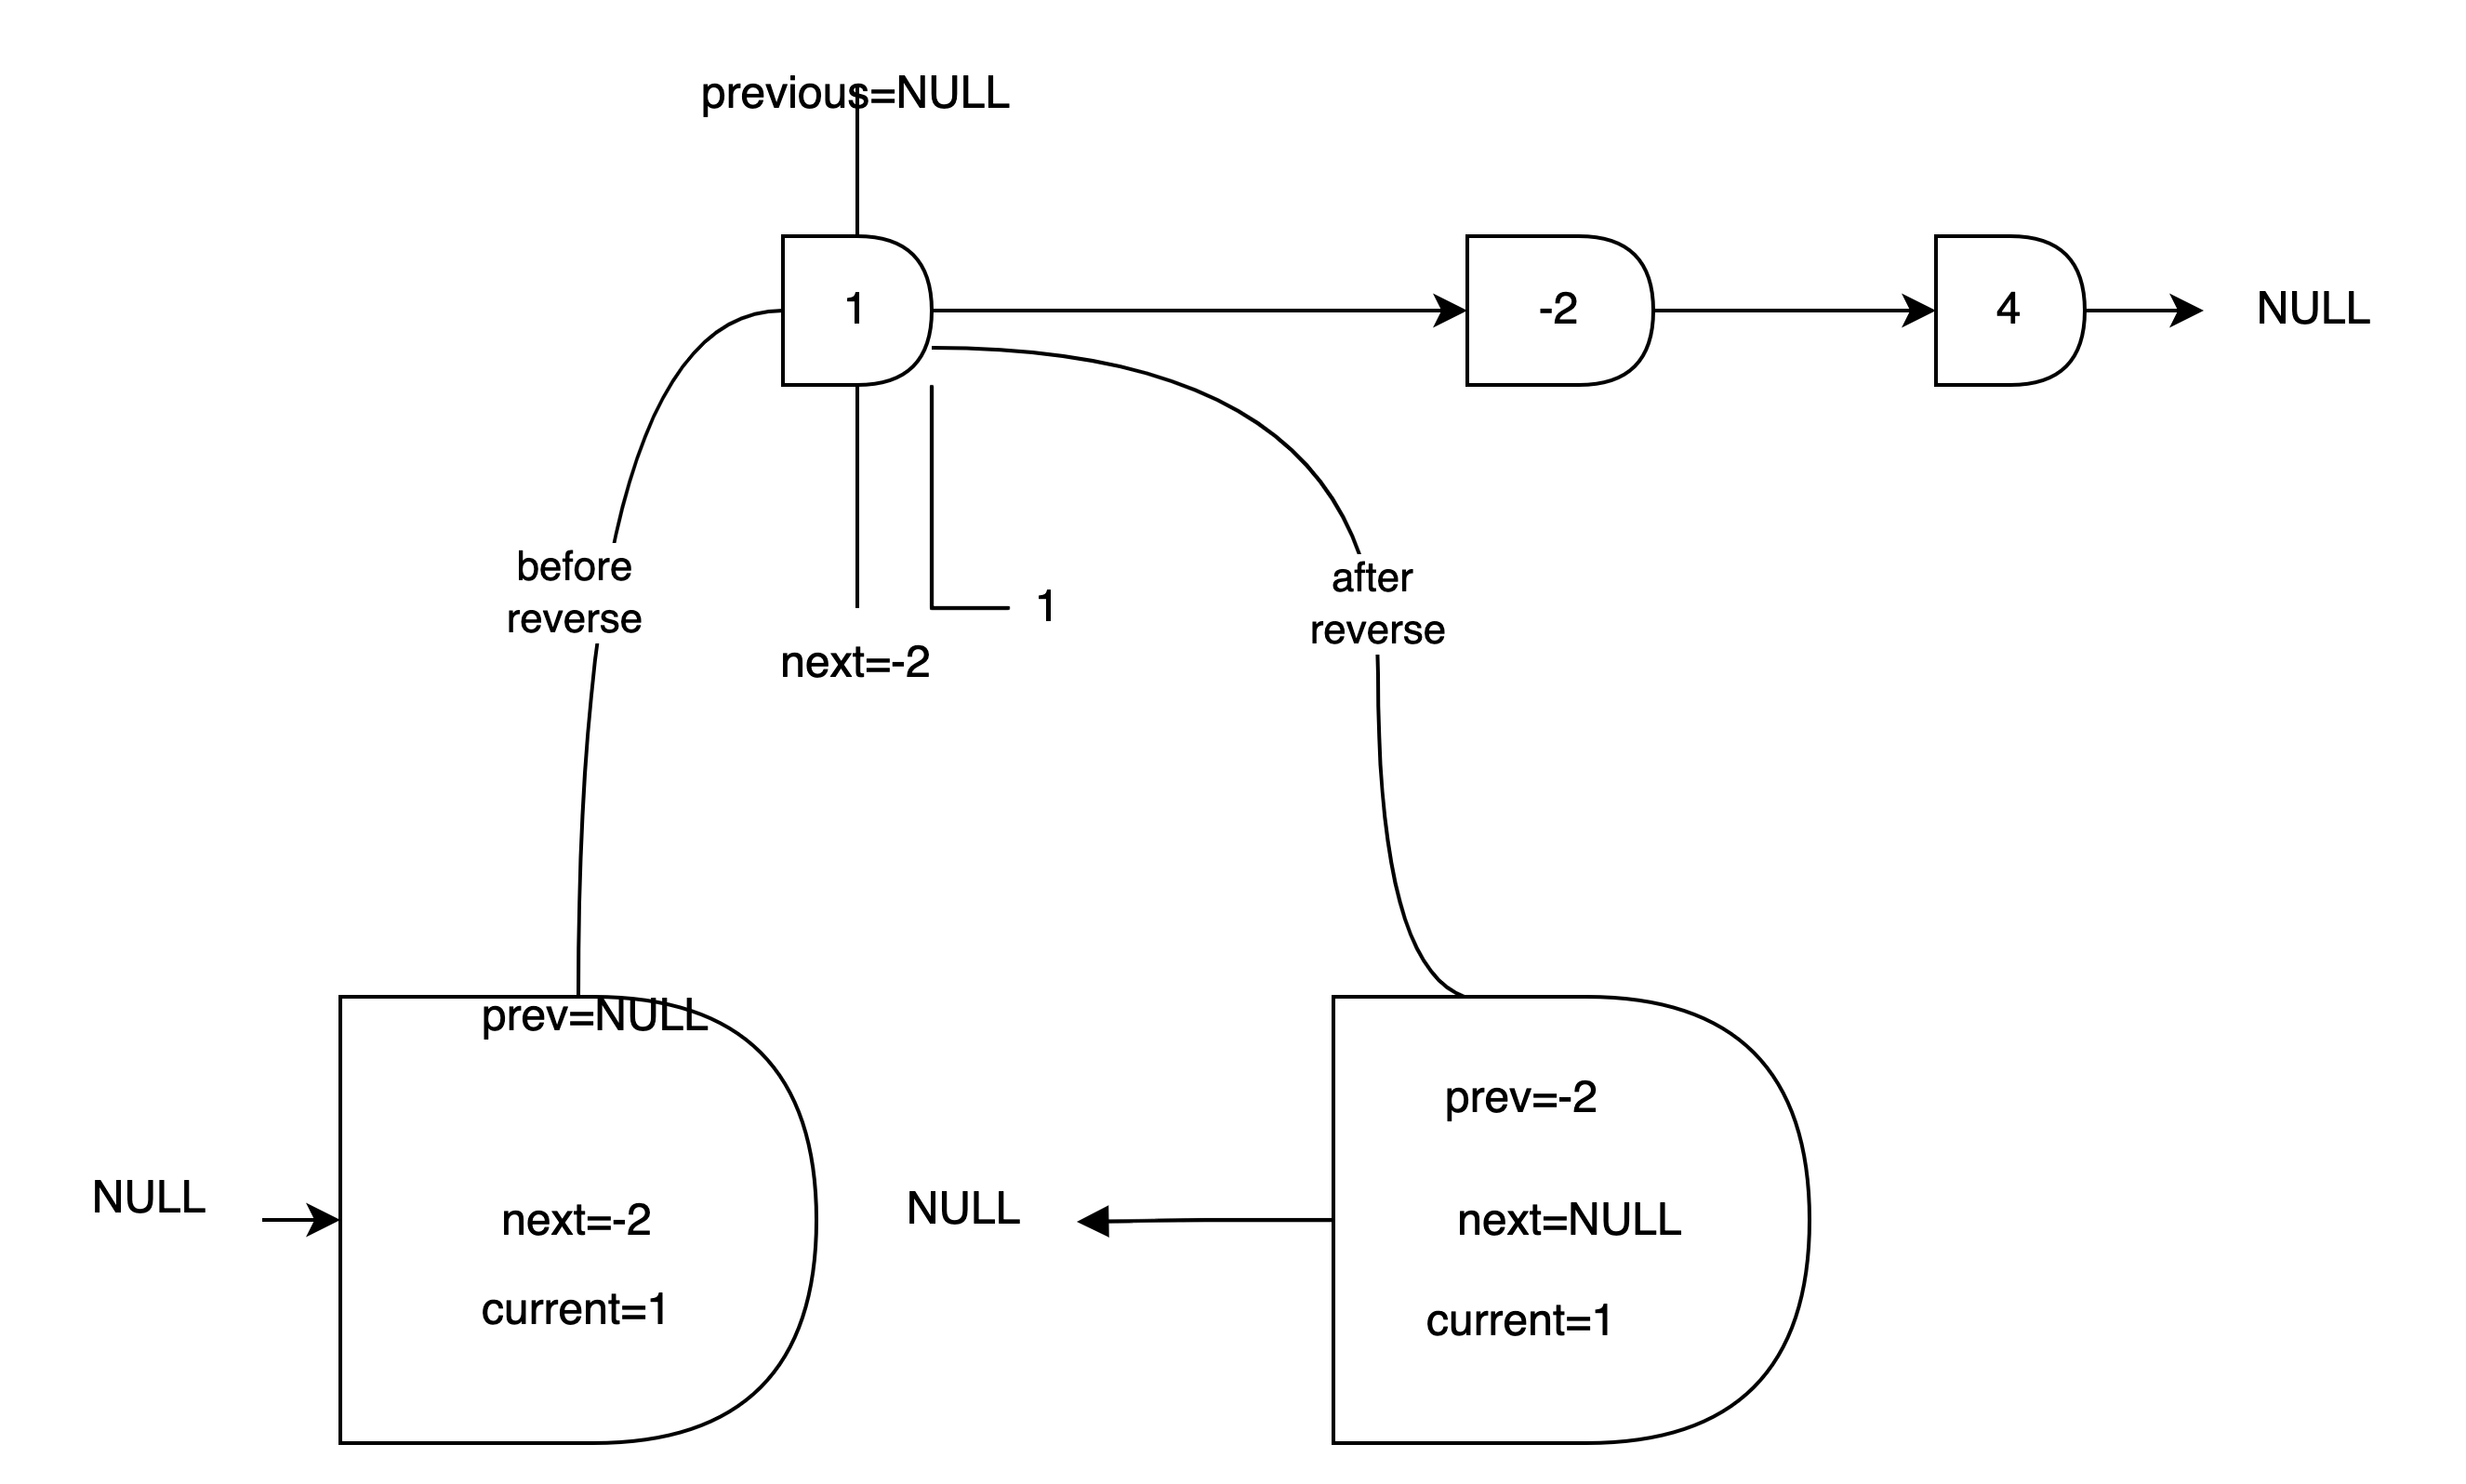 previous=NULL
1
-2
4
NULL
before
reverse
after
reverse
1
next=-2
prev=NULL
NULL
next=-2
current=1
prev=-2
NULL
next=NULL
current=1